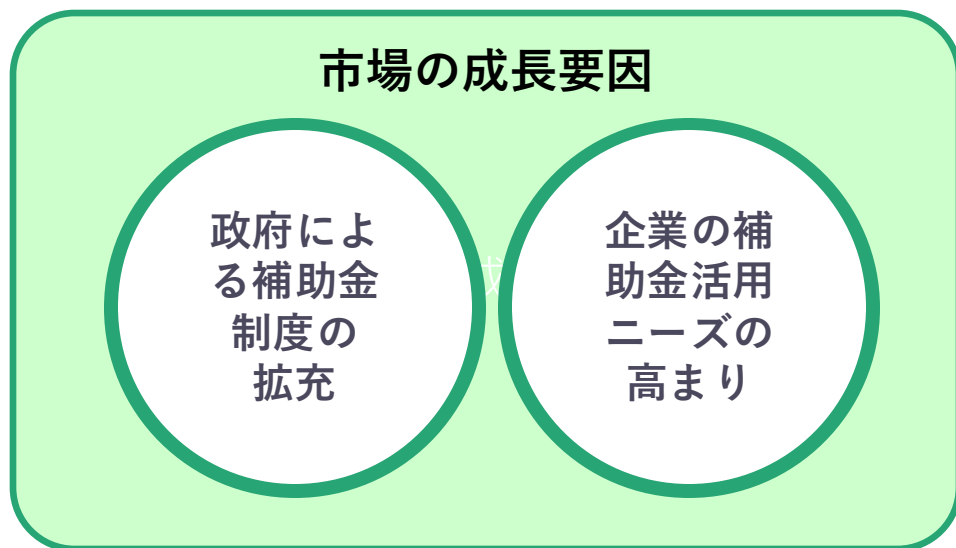 市場の成長要因
政府によ
る補助金
制度の
拡充
企業の補
助金活用
ニーズの
高まり